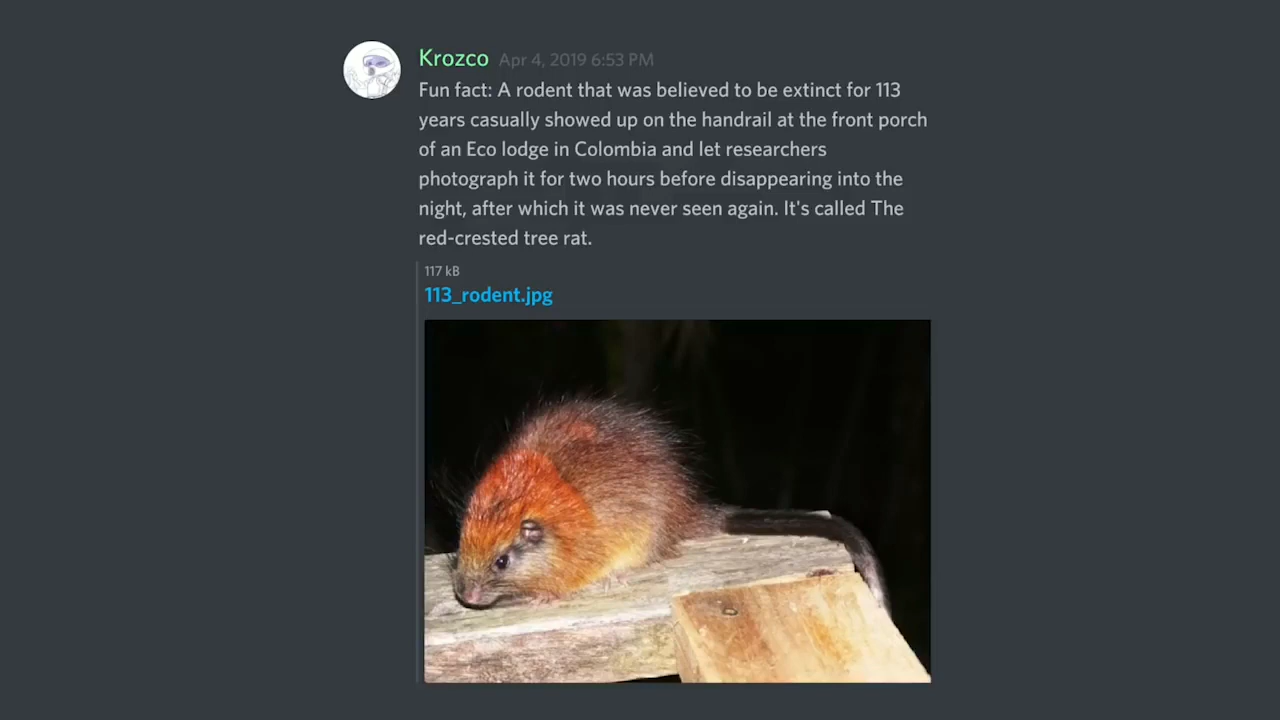 Krozco Apr 4, 2019 6:53 PM
Fun fact: A rodent that was believed to be extinct for 113
years casually showed up on the handrail at the front porch
of an Eco lodge in Colombia and let researchers
photograph it for two hours before disappearing into the
night, after which it was never seen again. It's called The
red-crested tree rat.
117 kB
113_rodent.jpg